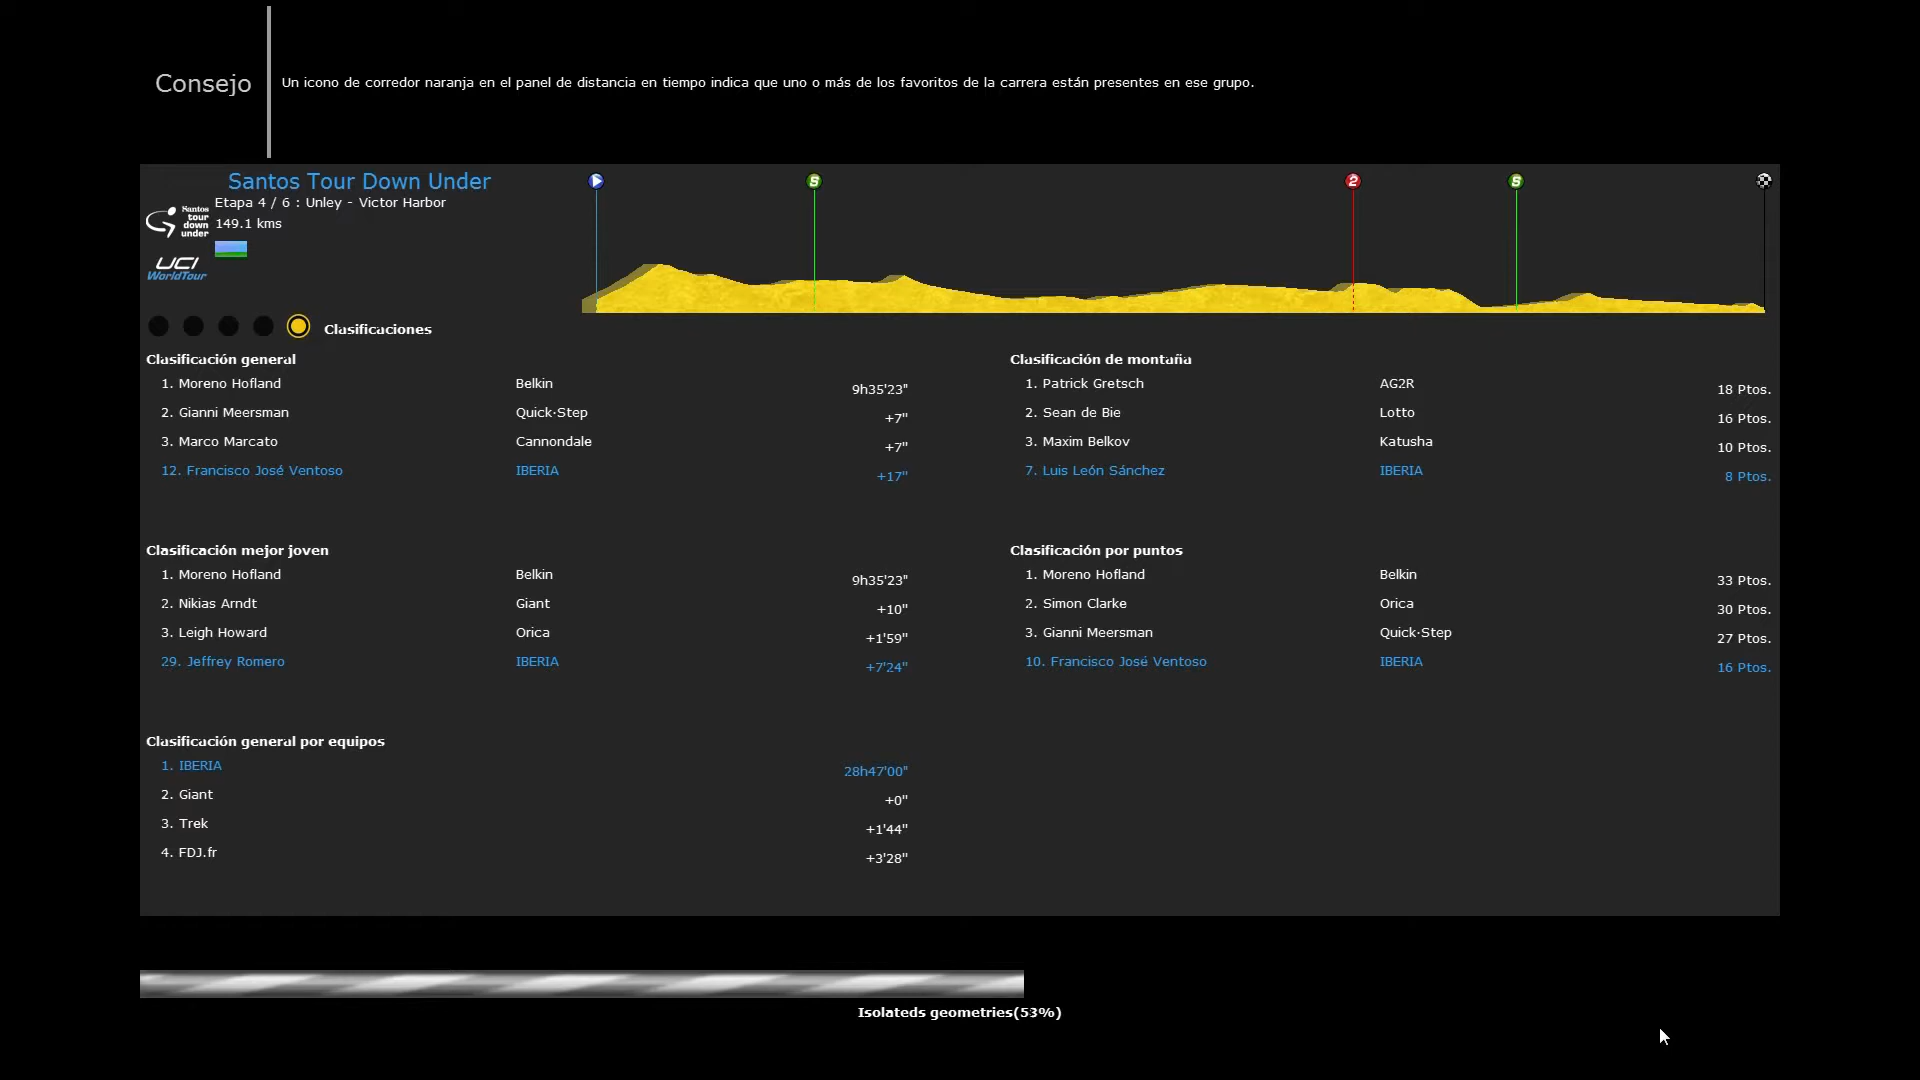 Consejo
Un icono de corredor naranja en el panel de distancia en tiempo indica que uno o más de los favoritos de la carrera están presentes en ese grupo.
Santos Tour Down Under
Etapa 4 / 6 : Unley - Victor Harbor
149.1 kms
Santos
tour
down
under
UCI
WorldTour
S
2
S
Clasificaciones
Clasificación general
1. Moreno Hofland Belkin 9h35'23"
2. Gianni Meersman Quick·Step +7"
3. Marco Marcato Cannondale +7"
12. Francisco José Ventoso IBERIA +17"
Clasificación de montaña
1. Patrick Gretsch AG2R 18 Ptos.
2. Sean de Bie Lotto 16 Ptos.
3. Maxim Belkov Katusha 10 Ptos.
7. Luis León Sánchez IBERIA 8 Ptos.
Clasificación mejor joven
1. Moreno Hofland Belkin 9h35'23"
2. Nikias Arndt Giant +10"
3. Leigh Howard Orica +1'59"
29. Jeffrey Romero IBERIA +7'24"
Clasificación por puntos
1. Moreno Hofland Belkin 33 Ptos.
2. Simon Clarke Orica 30 Ptos.
3. Gianni Meersman Quick·Step 27 Ptos.
10. Francisco José Ventoso IBERIA 16 Ptos.
Clasificación general por equipos
1. IBERIA 28h47'00"
2. Giant +0"
3. Trek +1'44"
4. FDJ.fr +3'28"
Isolateds geometries(53%)